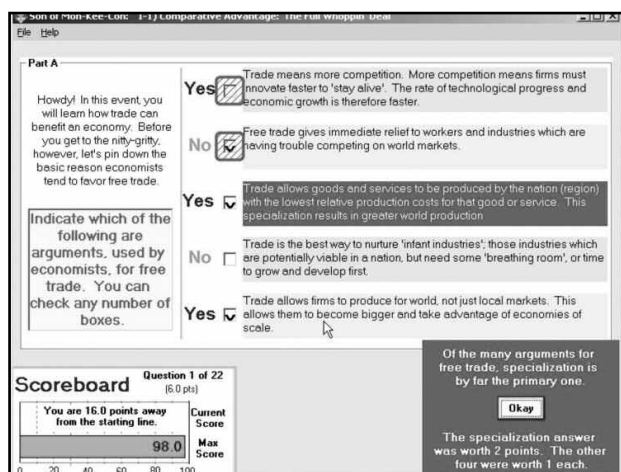 Son of Mon-Kee-Con: 1-1) Comparative Advantage: The Full Whoppin' Deal
File Help
Part A
Howdy! In this event, you
will learn how trade can
benefit an economy. Before
you get to the nitty-gritty,
however, let's pin down the
basic reason economists
tend to favor free trade.
Indicate which of the
following are
arguments, used by
economists, for free
trade. You can
check any number of
boxes.
Yes
Trade means more competition. More competition means firms must
innovate faster to 'stay alive'. The rate of technological progress and
economic growth is therefore faster.
No
Free trade gives immediate relief to workers and industries which are
having trouble competing on world markets.
Yes
Trade allows goods and services to be produced by the nation (region)
with the lowest relative production costs for that good or service. This
specialization results in greater world production
No
Trade is the best way to nurture 'infant industries'; those industries which
are potentially viable in a nation, but need some 'breathing room', or time
to grow and develop first.
Yes
Trade allows firms to produce for world, not just local markets. This
allows them to become bigger and take advantage of economies of
scale.
Scoreboard
Question 1 of 22
(6.0 pts)
You are 16.0 points away
from the starting line.
Current
Score
98.0
Max
Score
0 20 40 60 80 100
Of the many arguments for
free trade, specialization is
by far the primary one.
Okay
The specialization answer
was worth 2 points. The other
four were worth 1 each.